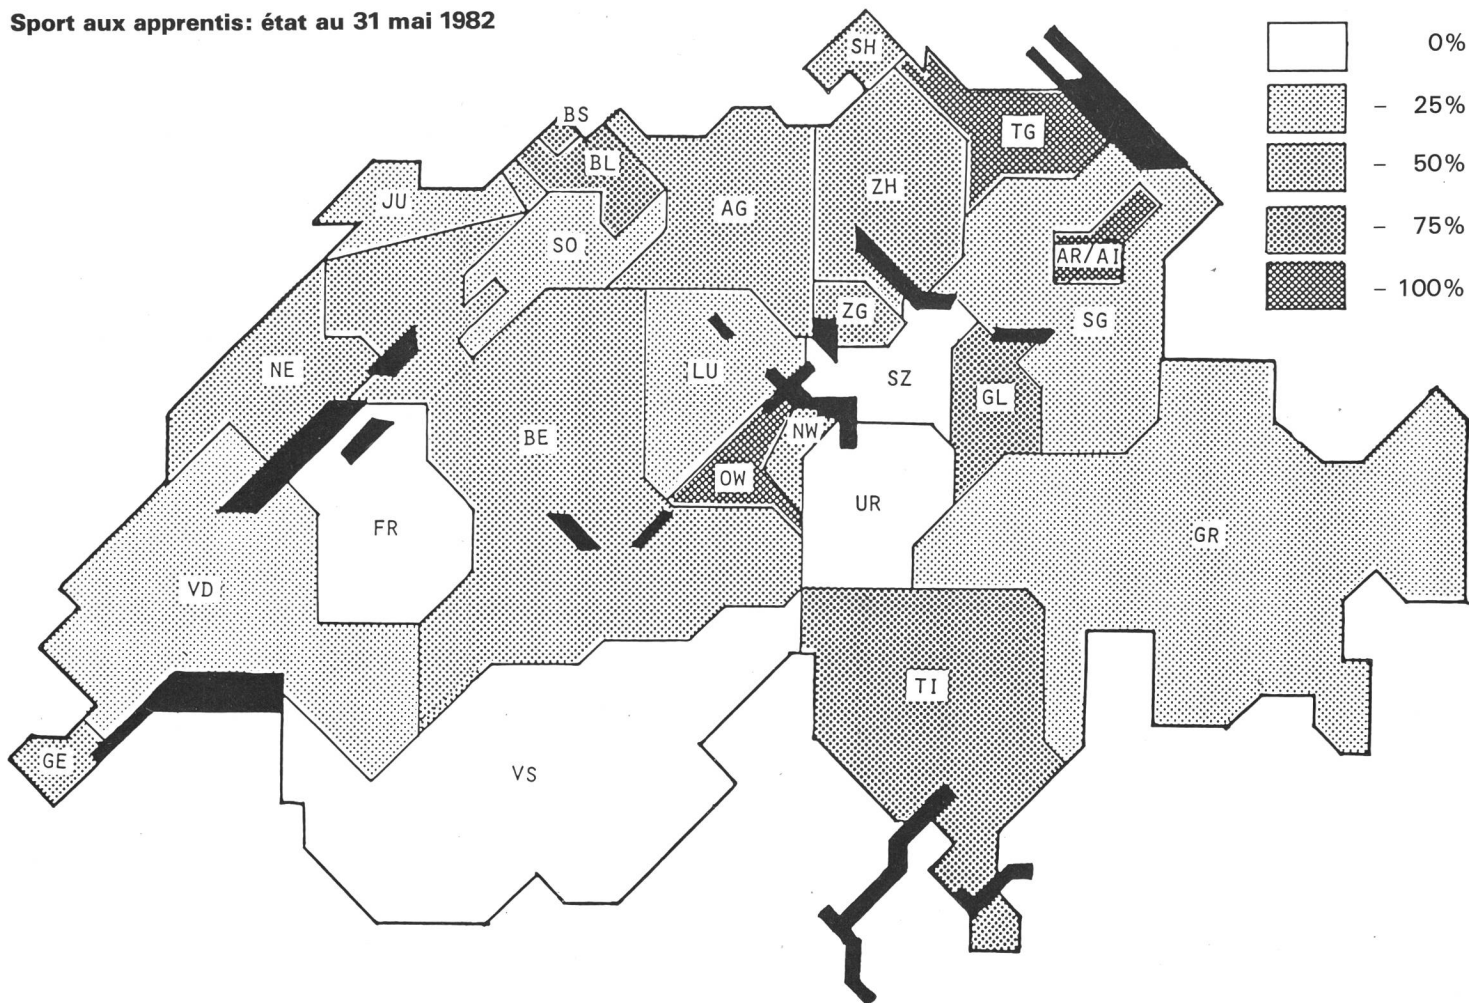 Sport aux apprentis: état au 31 mai 1982
0%
– 25%
– 50%
– 75%
– 100%
SH
BS
BL
TG
JU
AG
ZH
SO
AR/AI
ZG
SG
NE
LU
SZ
GL
BE
NW
OW
UR
FR
GR
VD
TI
GE
VS